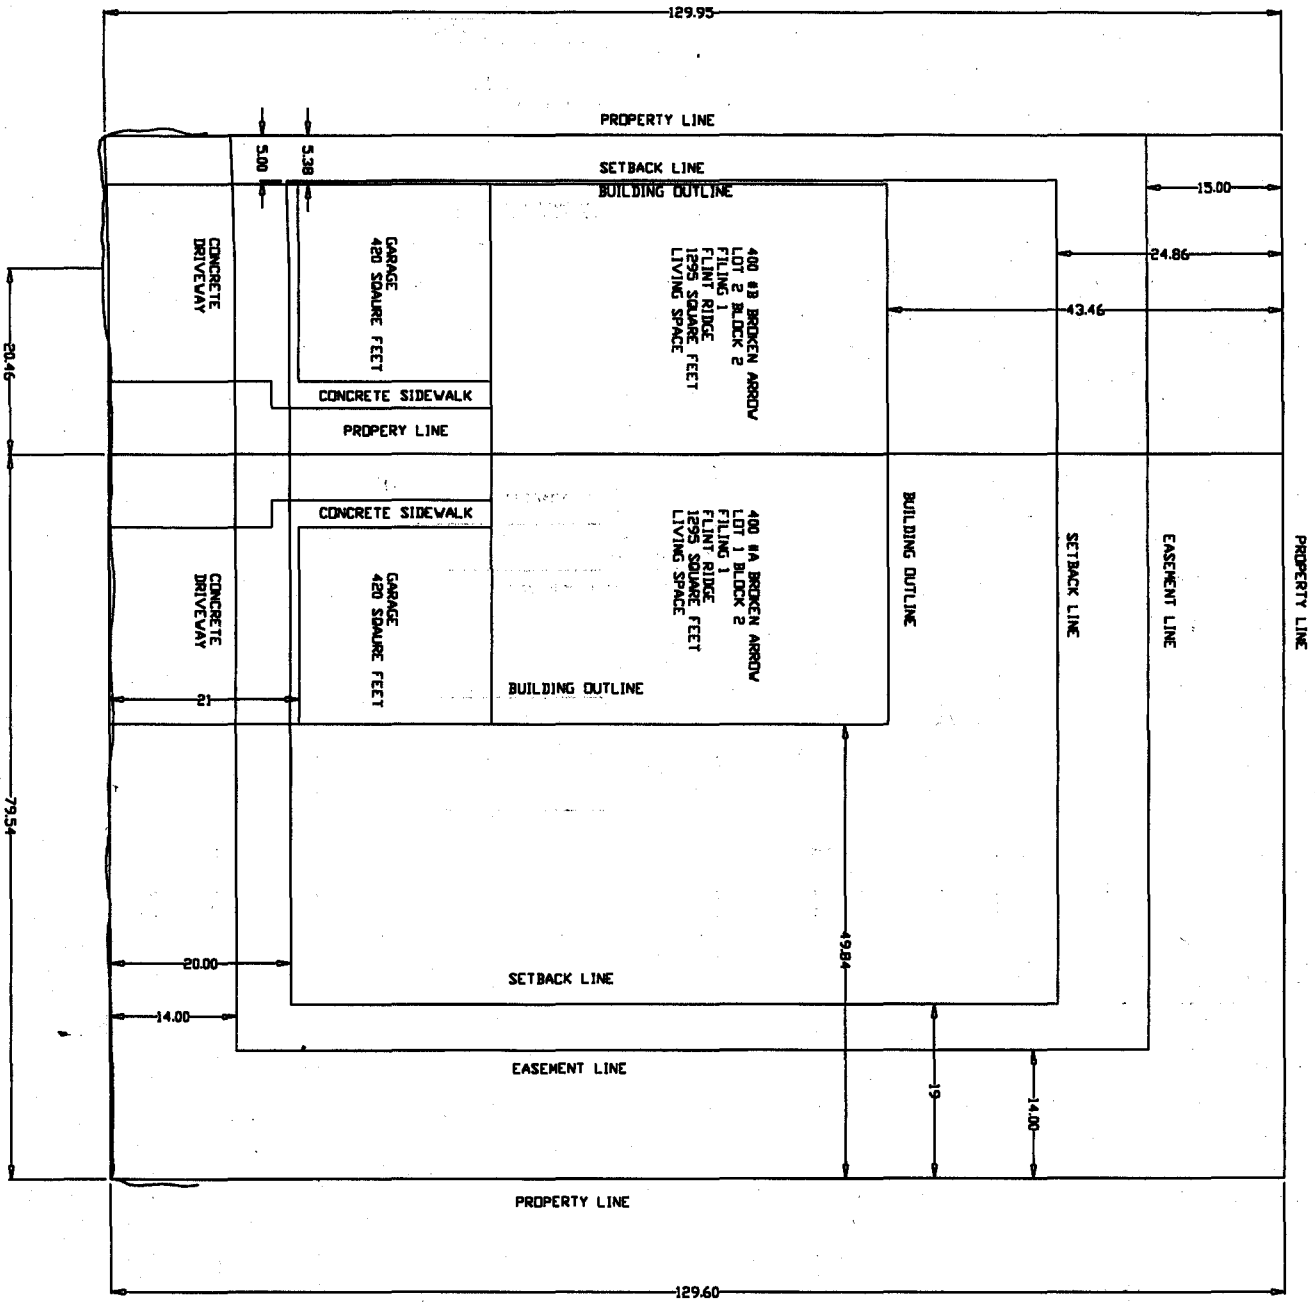 129.95
PROPERTY LINE
5.00
5.38
SETBACK LINE
BUILDING OUTLINE
15.00
24.86
43.46
CONCRETE
DRIVEWAY
GARAGE
420 SQAURE FEET
400 #B BROKEN ARROW
LOT 2 BLOCK 2
FILING 1
FLINT RIDGE
1295 SQUARE FEET
LIVING SPACE
20.46
CONCRETE SIDEWALK
PROPERY LINE
CONCRETE SIDEWALK
400 #A BROKEN ARROW
LOT 1 BLOCK 2
FILING 1
FLINT RIDGE
1295 SQUARE FEET
LIVING SPACE
BUILDING OUTLINE
SETBACK LINE
EASEMENT LINE
PROPERTY LINE
CONCRETE
DRIVEWAY
GARAGE
420 SQAURE FEET
BUILDING OUTLINE
21
79.54
49.84
20.00
SETBACK LINE
14.00
EASEMENT LINE
19
14.00
PROPERTY LINE
129.60